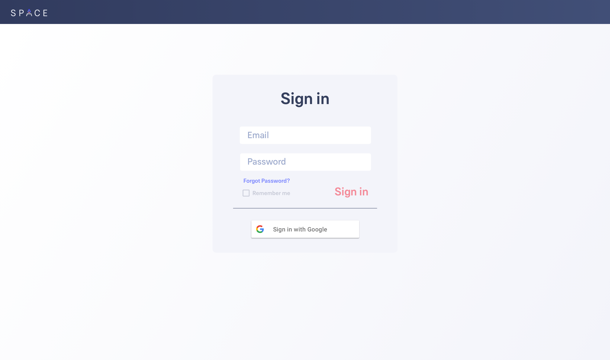 SPACE
Sign in
Email
Password
Forgot Password?
Remember me
Sign in
Sign in with Google